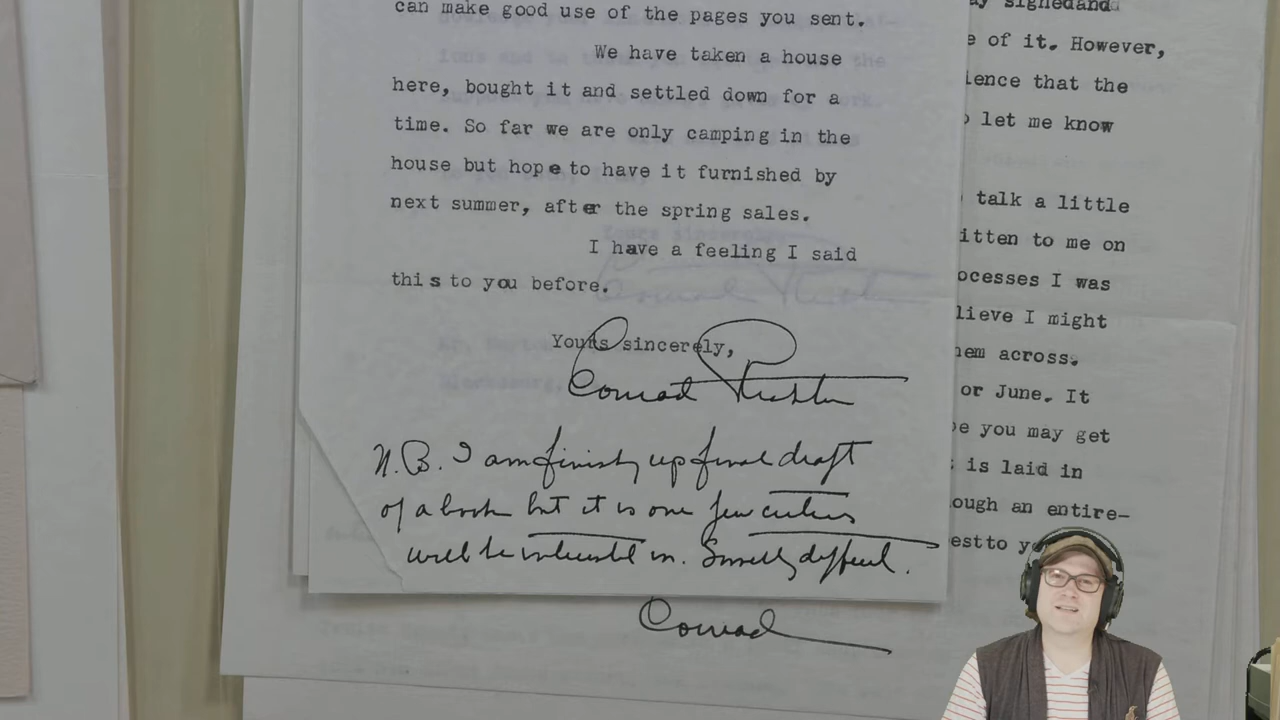 can make good use of the pages you sent.
We have taken a house
here, bought it and settled down for a
time. So far we are only camping in the
house but hope to have it furnished by
next summer, after the spring sales.
I have a feeling I said
this to you before.
Yours sincerely,
Conrad Richter
N.B. I am finishing up final draft
of a book but it is one few critics
will be interested in. Totally different.
Conrad
signedand
e of it. However,
ience that the
let me know
talk a little
itten to me on
ocesses I was
lieve I might
hem across.
or June. It
be you may get
is laid in
ough an entire-
est to y